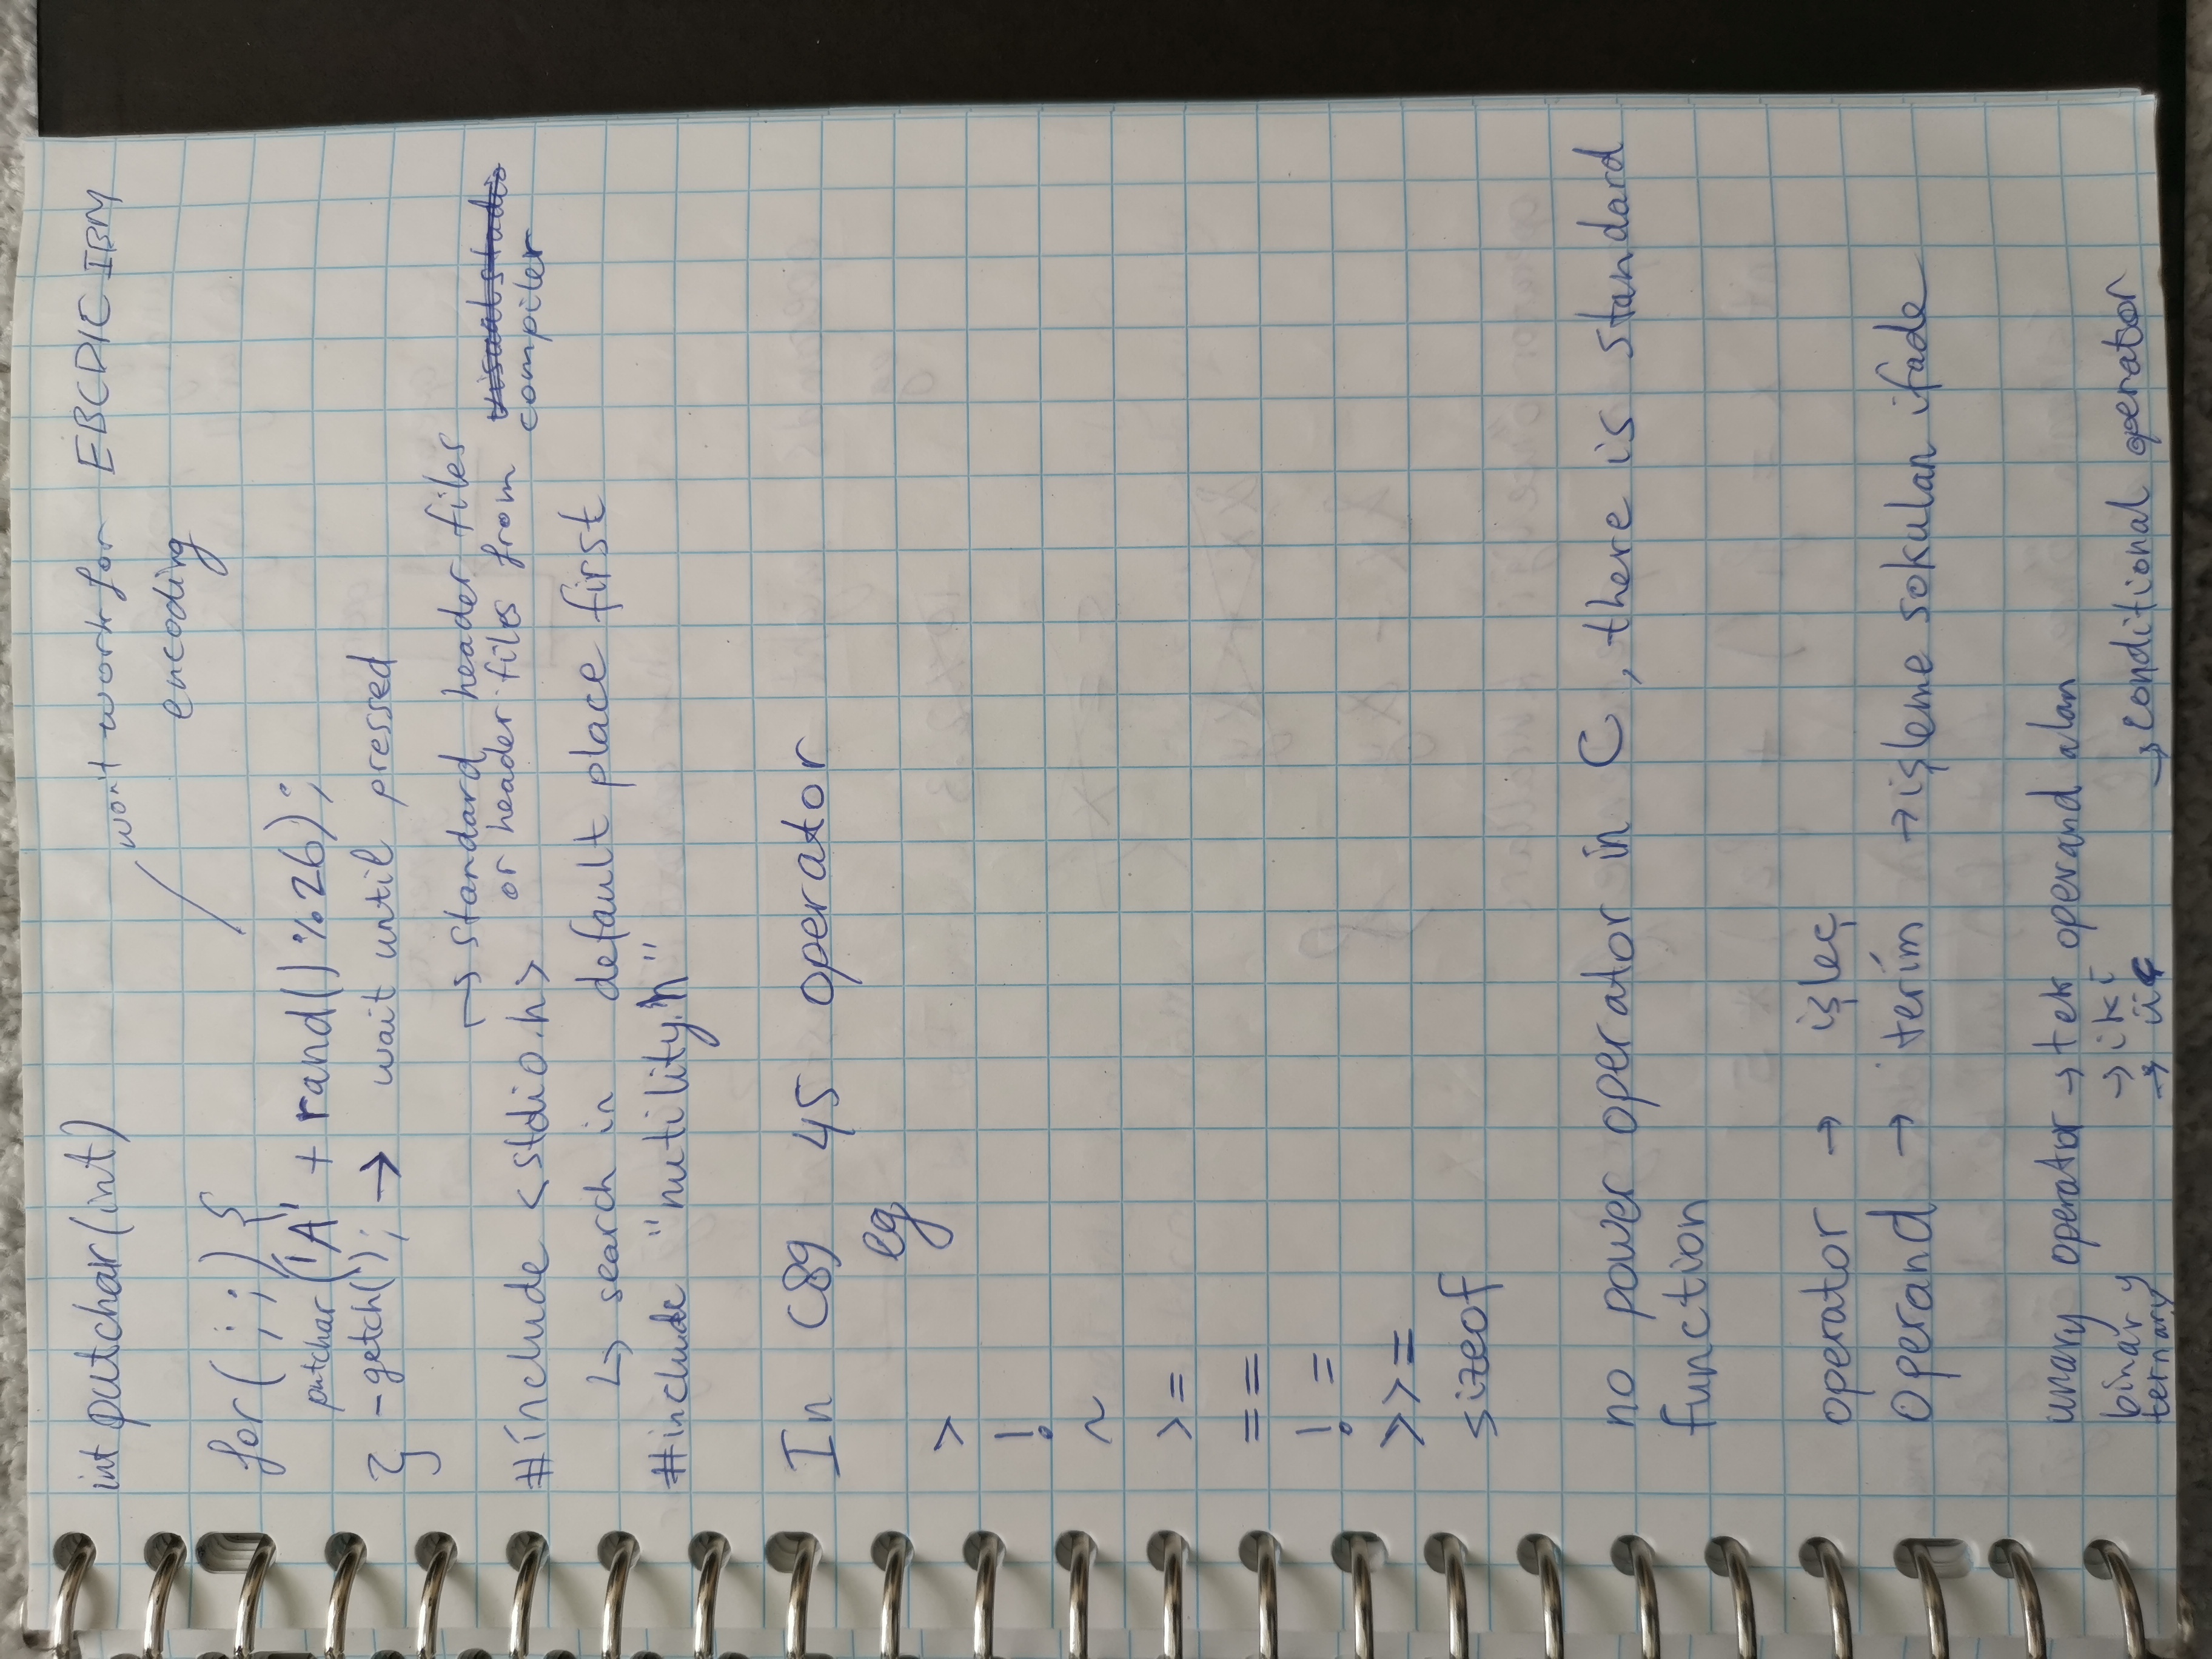 int putchar(int)
won't work for EBCDIC IBM
encoding
for( ; ; ) {
putchar('A' + rand() % 26);
} _getch(); → wait until pressed
↳ standard header files
or header files from visual studio
compiler
#include <stdio.h>
↳ search in default place first
#include "nutility.h"
In C89 45 operator
eg
>
!
~
>=
==
! =
>>=
sizeof
no power operator in C, there is standard
function
operator → işleç
operand → terim → işleme sokulan ifade
unary operator → tek operand alan
binary → iki
ternary → üç → conditional operator